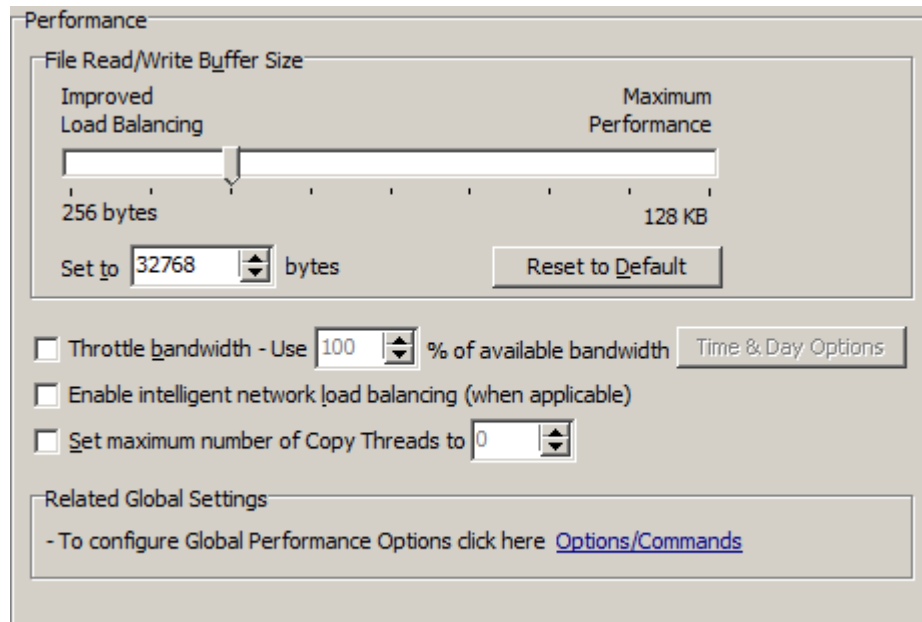 Performance
File Read/Write Buffer Size
Improved Maximum
Load Balancing Performance
256 bytes 128 KB
Set to 32768 bytes Reset to Default
Throttle bandwidth - Use 100 % of available bandwidth Time & Day Options
Enable intelligent network load balancing (when applicable)
Set maximum number of Copy Threads to 0
Related Global Settings
- To configure Global Performance Options click here Options/Commands